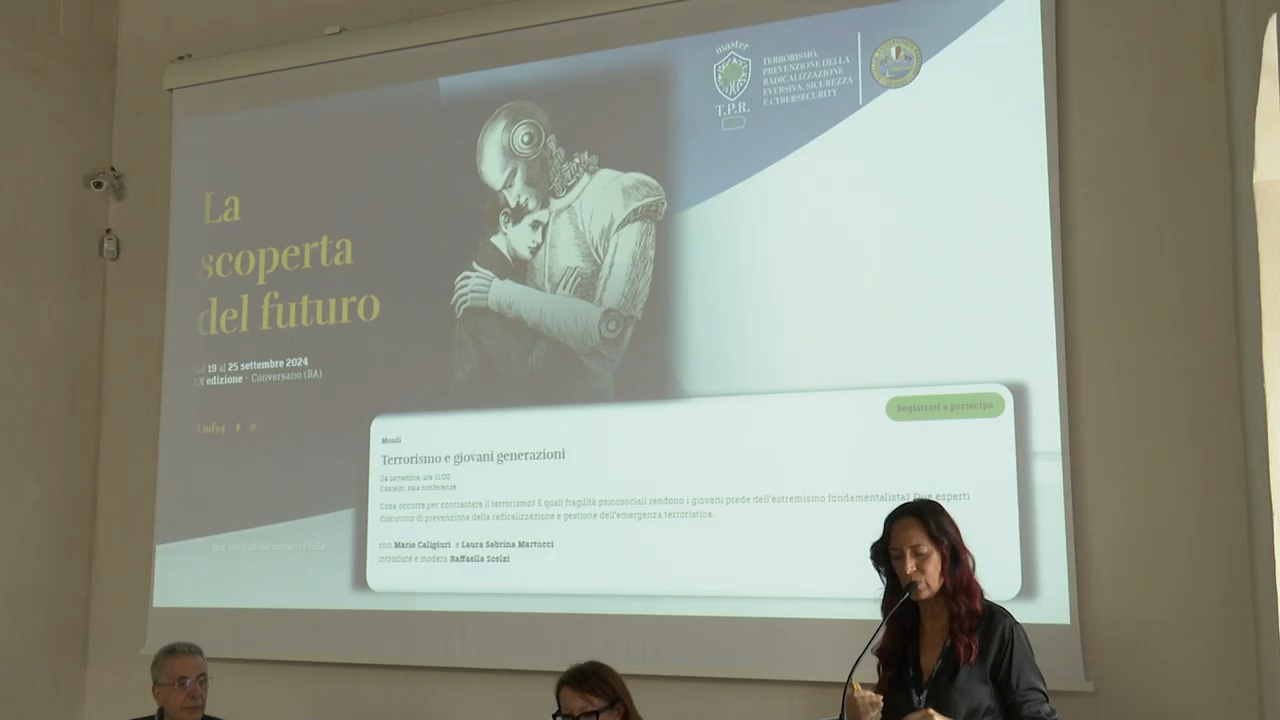 La
scoperta
del futuro
19 al 25 settembre 2024
edizione - Conversano (BA)
master
T.P.R.
TERRORISMO,
PREVENZIONE DELLA
RADICALIZZAZIONE
EVERSIVA, SICUREZZA
E CYBERSECURITY
Registrati e partecipa
Mondi
Terrorismo e giovani generazioni
24 settembre, ora 11:00
Castello, sala conferenze
Cosa occorre per contrastare il terrorismo? E quali fragilità psicosociali rendono i giovani prede dell'estremismo fondamentalista? Due esperti
discutono di prevenzione della radicalizzazione e gestione dell'emergenza terroristica.
con Mario Caligiuri e Laura Sabrina Martucci
introduce e modera Raffaella Scelzi